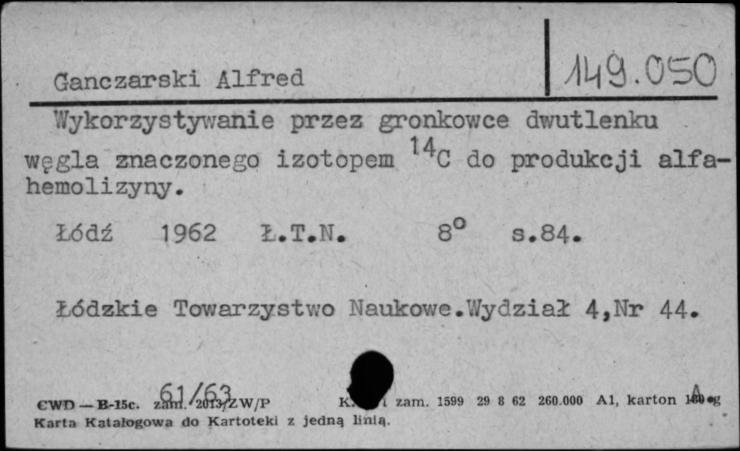 Ganczarski Alfred
149.050
Wykorzystywanie przez gronkowce dwutlenku
węgla znaczonego izotopem ¹⁴C do produkcji alfa-
hemolizyny.
Łódź 1962 Ł.T.N. 8° s.84.
Łódzkie Towarzystwo Naukowe.Wydział 4,Nr 44.
61/63 A.
CWD — B-15c. zam. 2013/ZW/P K. zam. 1599 29 8 62 260.000 A1, karton g
Karta Katalogowa do Kartoteki z jedną linią.